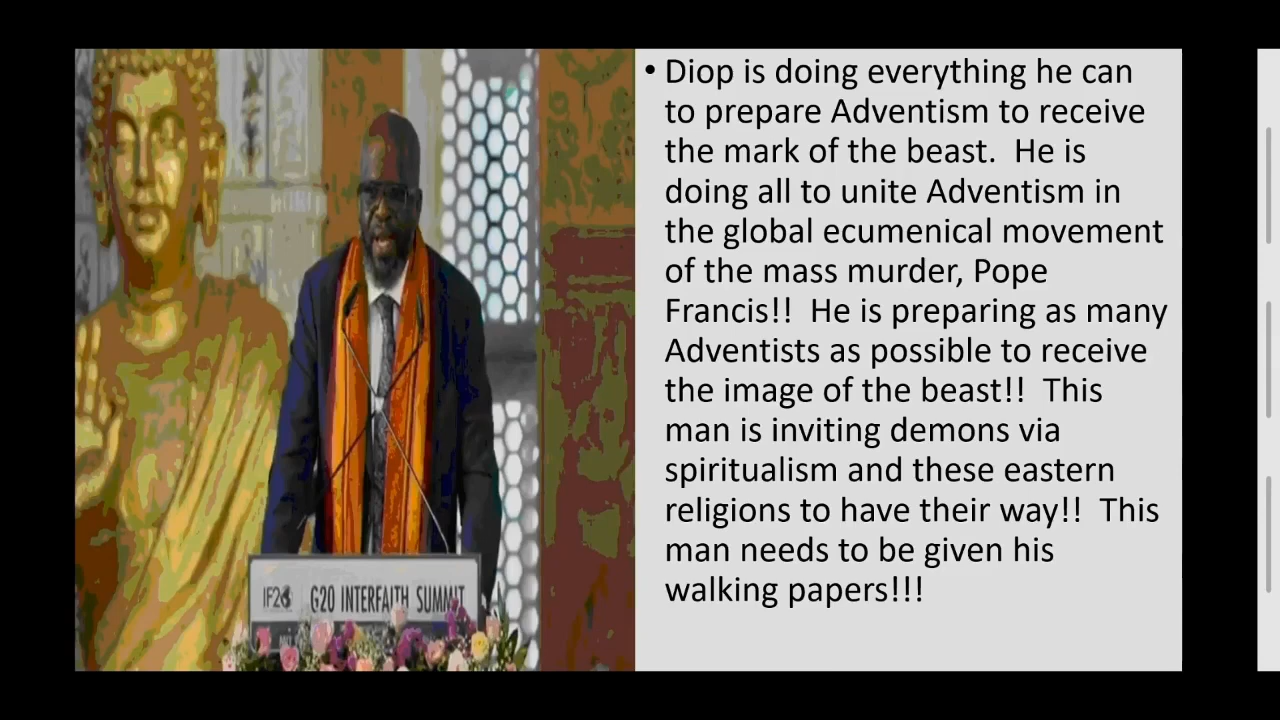 • Diop is doing everything he can
to prepare Adventism to receive
the mark of the beast.  He is
doing all to unite Adventism in
the global ecumenical movement
of the mass murder, Pope
Francis!!  He is preparing as many
Adventists as possible to receive
the image of the beast!!  This
man is inviting demons via
spiritualism and these eastern
religions to have their way!!  This
man needs to be given his
walking papers!!!
IF20 G20 INTERFAITH SUMMIT